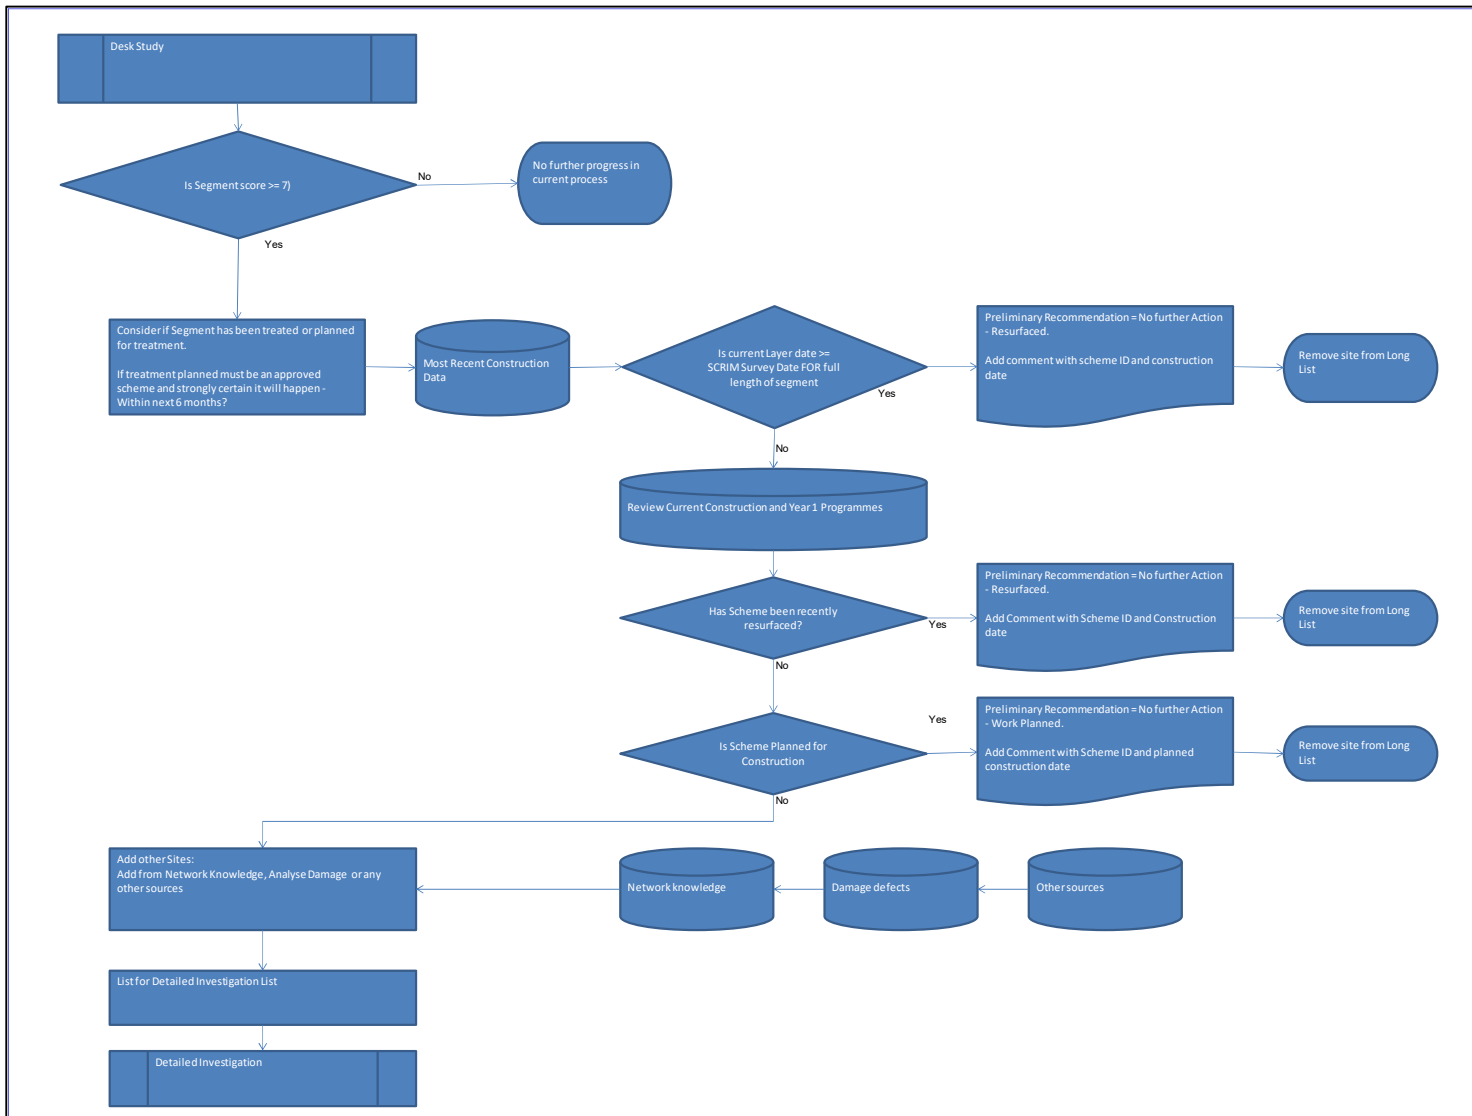 Desk Study
Is Segment score >= 7)
No
No further progress in
current process
Yes
Consider if Segment has been treated or planned
for treatment.
If treatment planned must be an approved
scheme and strongly certain it will happen -
Within next 6 months?
Most Recent Construction
Data
Is current Layer date >=
SCRIM Survey Date FOR full
length of segment
Yes
Preliminary Recommendation = No further Action
- Resurfaced.
Add comment with scheme ID and construction
date
Remove site from Long
List
No
Review Current Construction and Year 1 Programmes
Has Scheme been recently
resurfaced?
Yes
Preliminary Recommendation = No further Action
- Resurfaced.
Add Comment with Scheme ID and Construction
date
Remove site from Long
List
No
Is Scheme Planned for
Construction
Yes
Preliminary Recommendation = No further Action
- Work Planned.
Add Comment with Scheme ID and planned
construction date
Remove site from Long
List
No
Add other Sites:
Add from Network Knowledge, Analyse Damage or any
other sources
Network knowledge
Damage defects
Other sources
List for Detailed Investigation List
Detailed Investigation